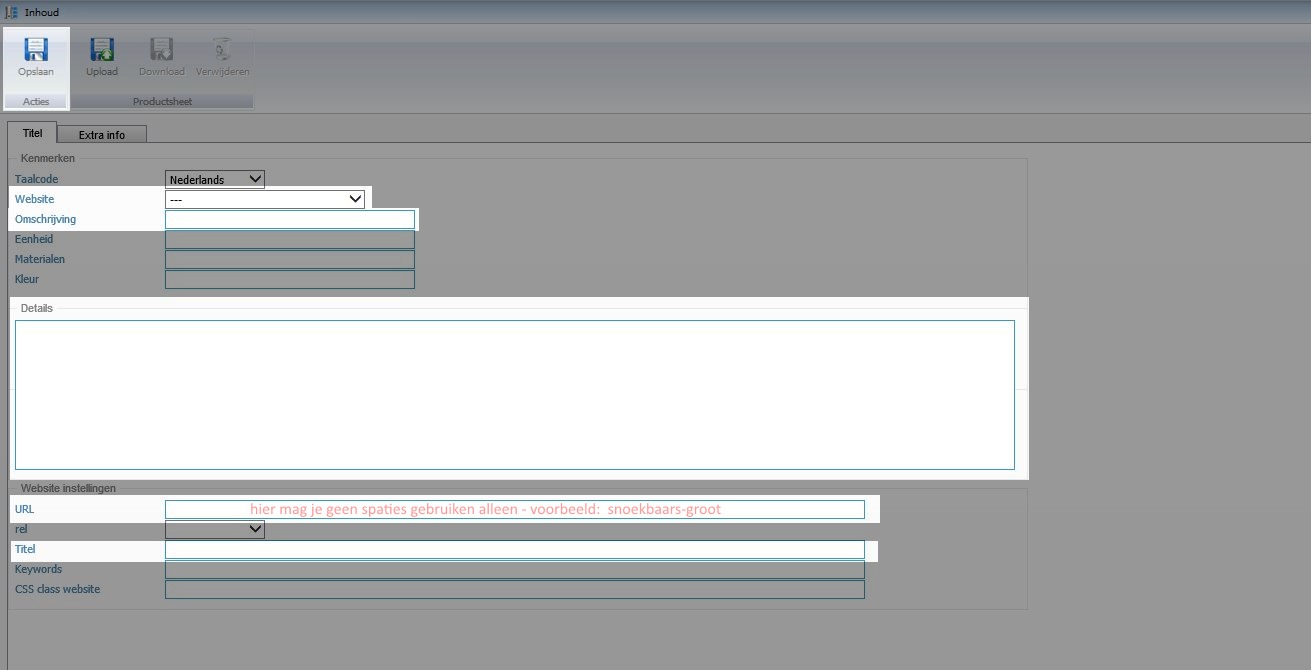 Inhoud
Opslaan
Upload
Download
Verwijderen
Acties
Productsheet
Titel
Extra info
Kenmerken
Taalcode Nederlands
Website ---
Omschrijving
Eenheid
Materialen
Kleur
Details
Website instellingen
URL hier mag je geen spaties gebruiken alleen - voorbeeld: snoekbaars-groot
rel
Titel
Keywords
CSS class website